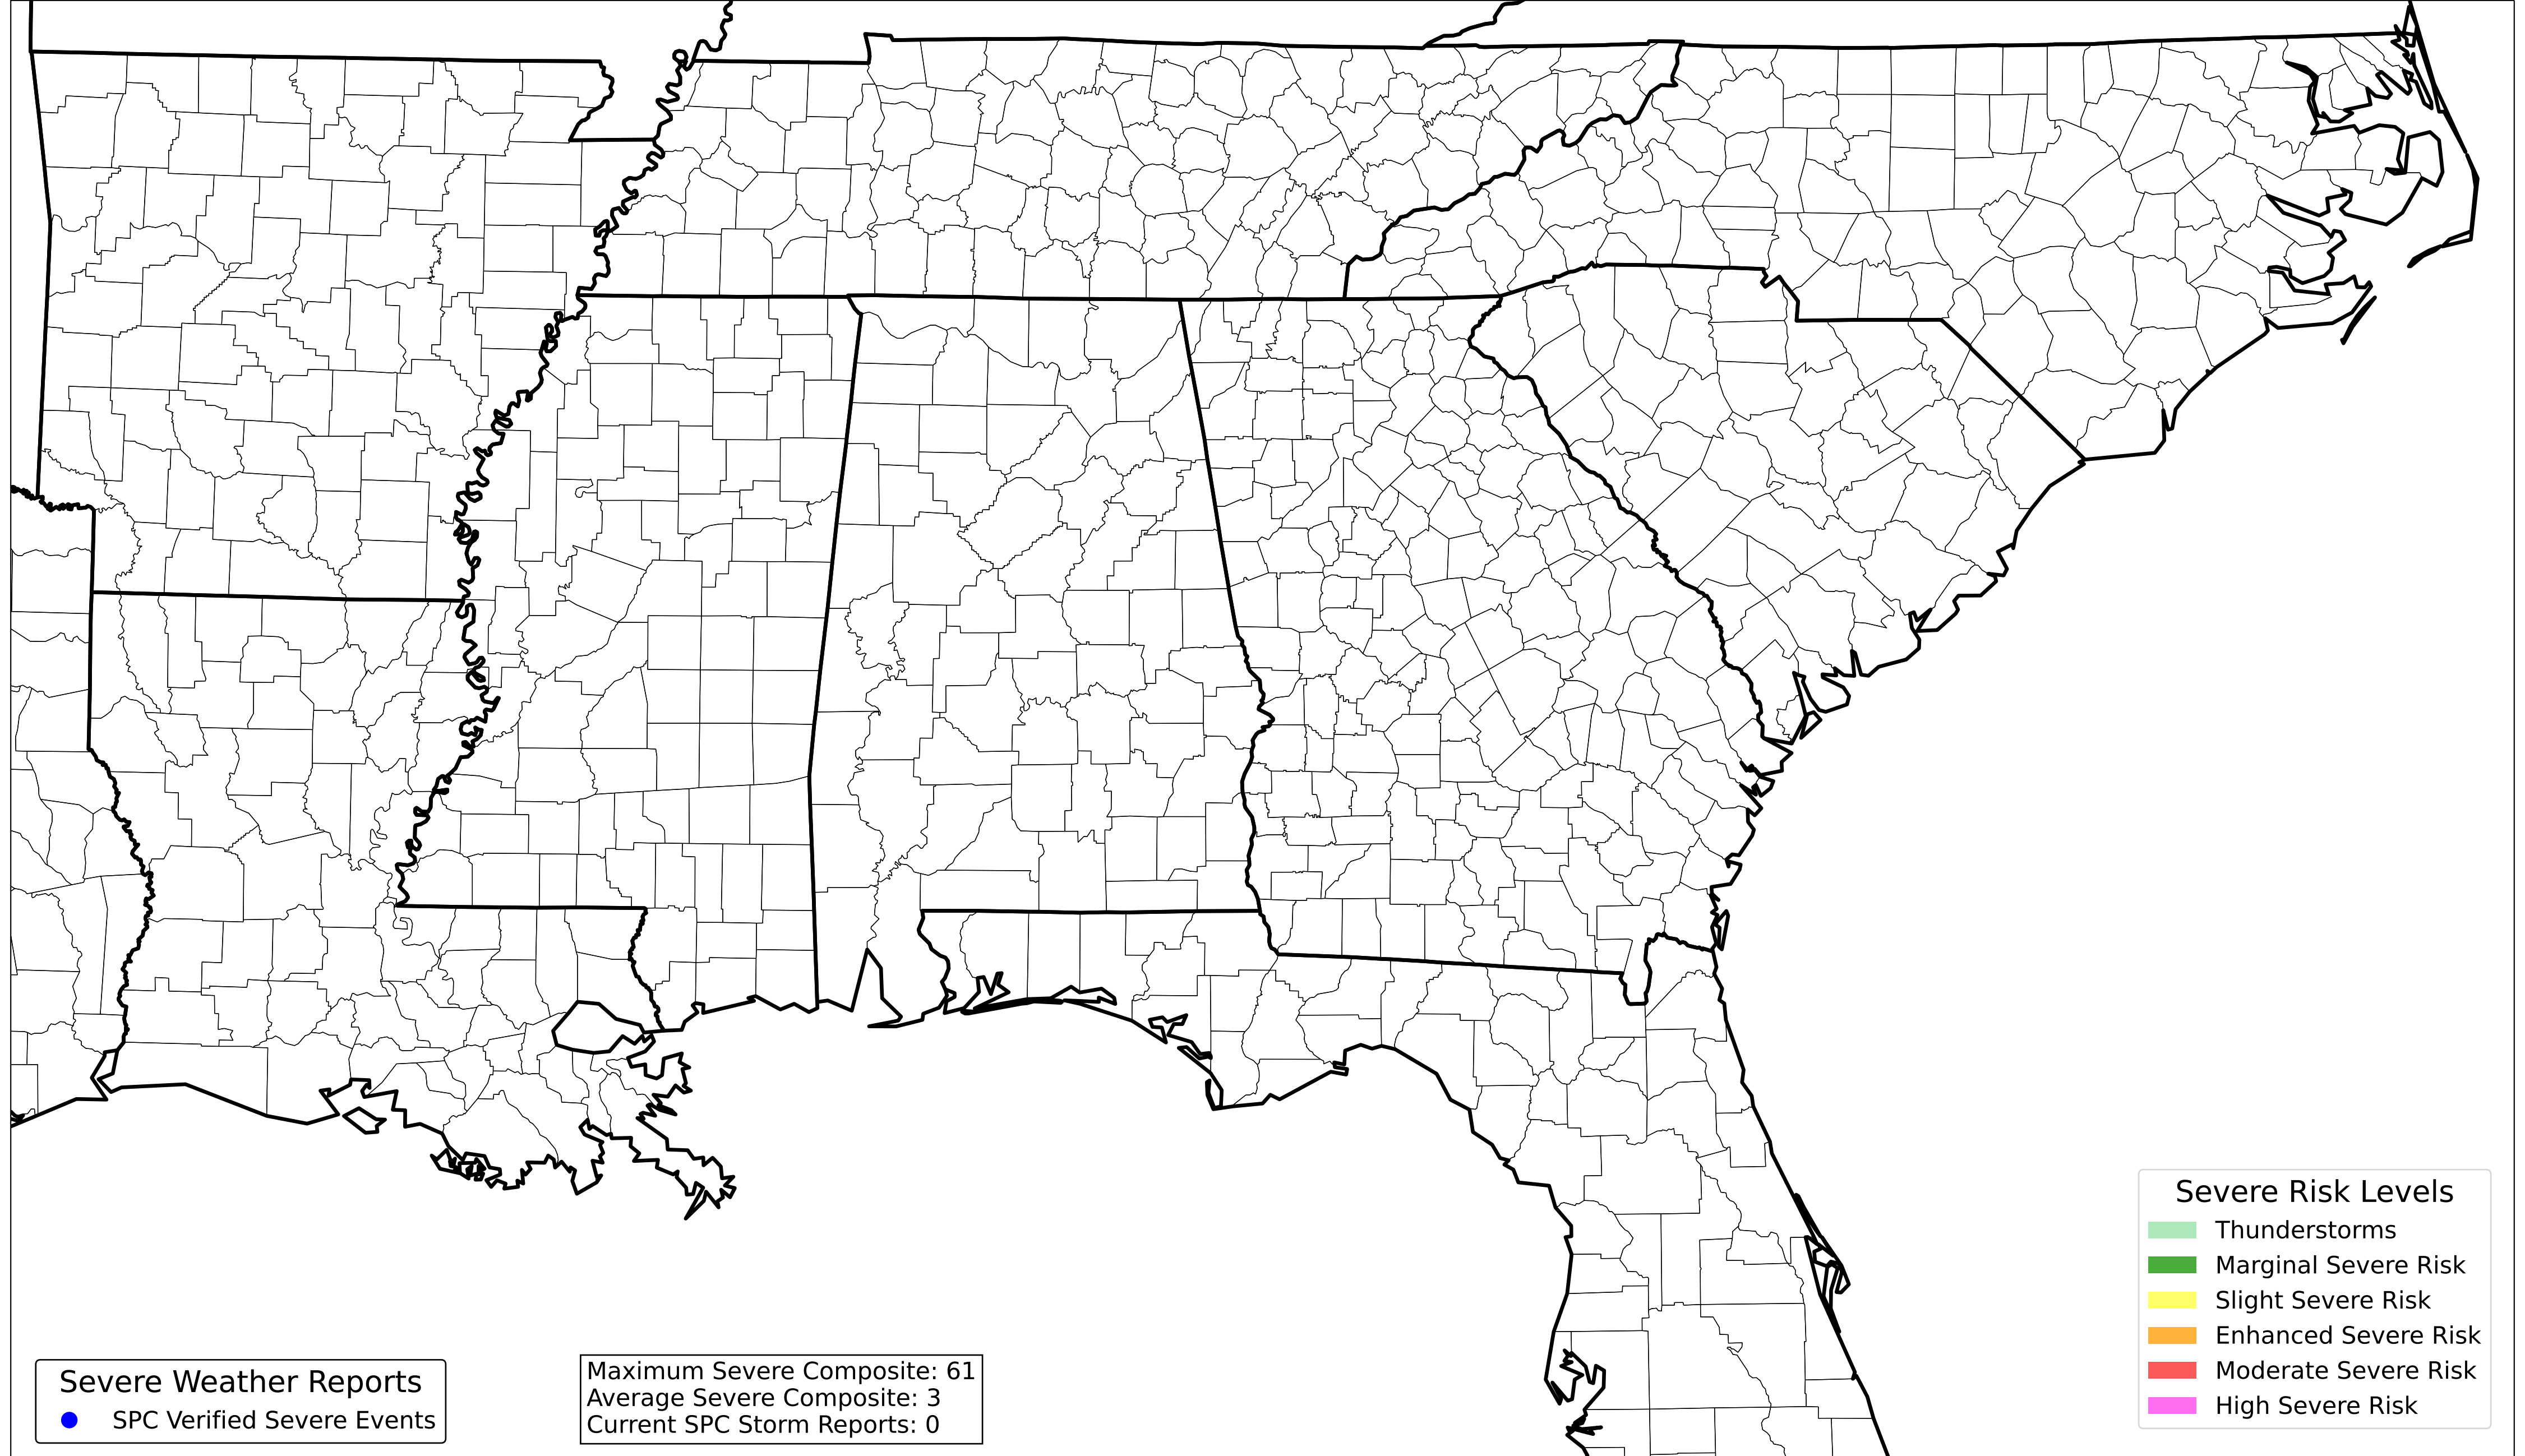 Severe Weather Reports
SPC Verified Severe Events
Maximum Severe Composite: 61
Average Severe Composite: 3
Current SPC Storm Reports: 0
Severe Risk Levels
Thunderstorms
Marginal Severe Risk
Slight Severe Risk
Enhanced Severe Risk
Moderate Severe Risk
High Severe Risk